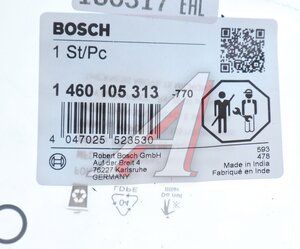 BOSCH
1 St/Pc
1 460 105 313 -770
4 047025 523530
Robert Bosch GmbH
Auf der Breit 4
76227 Karlsruhe
GERMANY
593
478
Made in India
Fabriqué en Inde